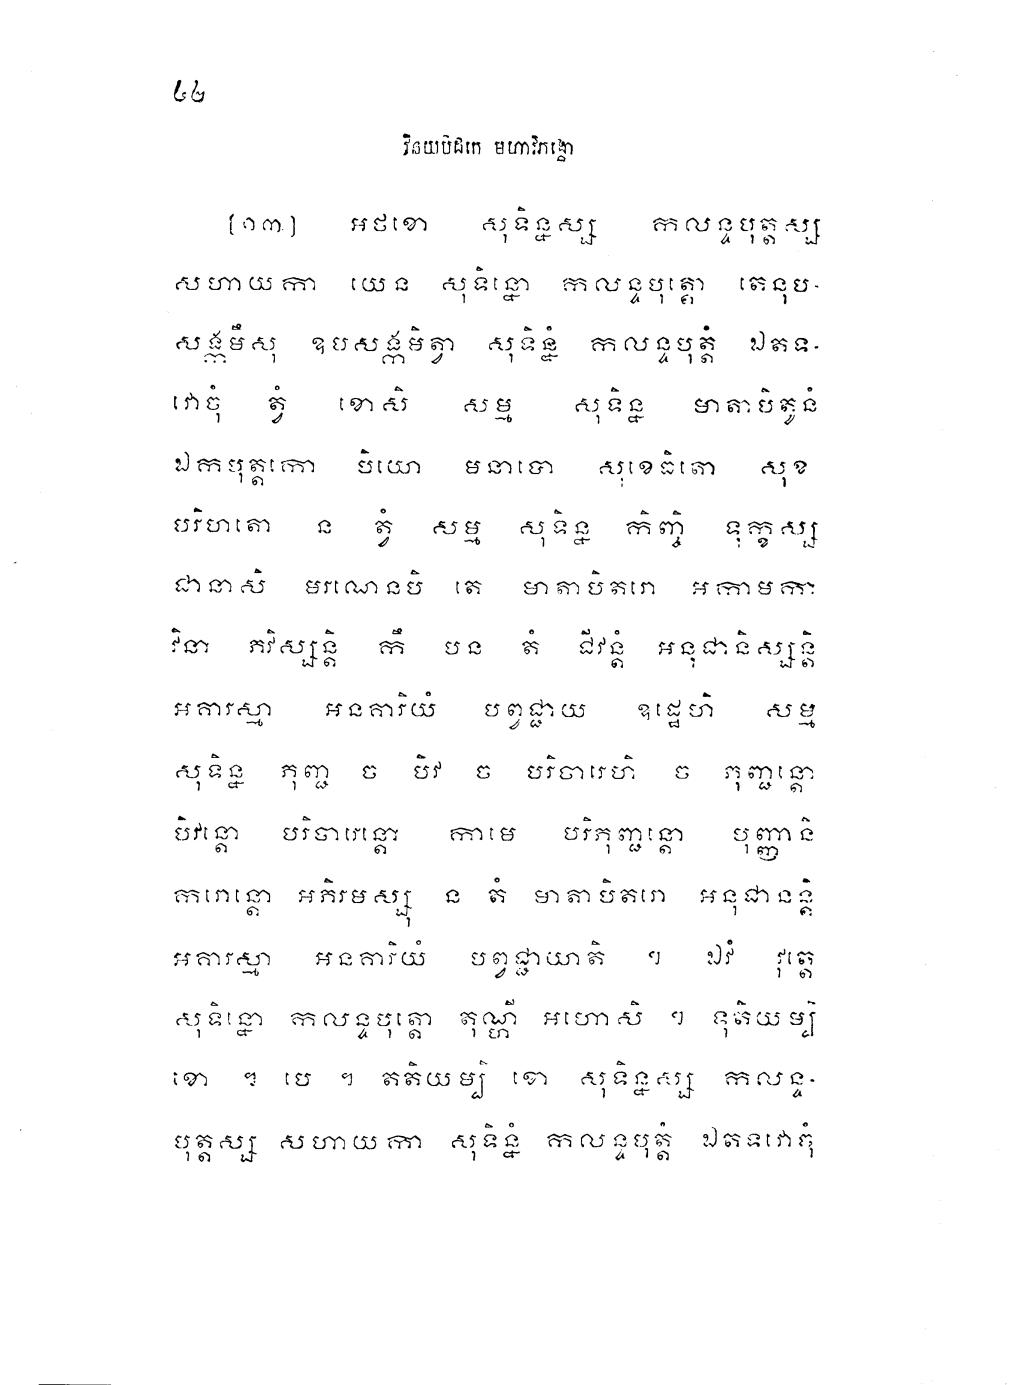 ៤២
វិនយបិដកេ មហាវិភង្គោ
[១៣] អថខោ សុទិន្នស្ស កលន្ទបុត្តស្ស
សហាយកា យេន សុទិន្នោ កលន្ទបុត្តោ តេនុប-
សង្កមឹសុ ឧបសង្កមិត្វា សុទិន្នំ កលន្ទបុត្តំ ឯតទ-
វោចុំ ត្វំ ខោសិ សម្ម សុទិន្ន មាតាបិតូនំ
ឯកបុត្តកោ បិយោ មនាបោ សុខេធិតោ សុខ
បរិហតោ ន ត្វំ សម្ម សុទិន្ន កិញ្ចិ ទុក្ខស្ស
ជានាសិ មរណេនបិ តេ មាតាបិតរោ អកាមកា
វិនា ភវិស្សន្តិ កឹ បន តំ ជីវន្តំ អនុជានិស្សន្តិ
អគារស្មា អនគារិយំ បព្វជ្ជាយ ឧដ្ឋេហិ សម្ម
សុទិន្ន ភុញ្ជ ច បិវ ច បរិចារេហិ ច ភុញ្ជន្តោ
បិវន្តោ បរិចារេន្តោ កាមេ បរិភុញ្ជន្តោ បុញ្ញានិ
ករោន្តោ អភិរមស្សុ ន តំ មាតាបិតរោ អនុជានន្តិ
អគារស្មា អនគារិយំ បព្វជ្ជាយាតិ ។ ឯវំ វុត្តេ
សុទិន្នោ កលន្ទបុត្តោ តុណ្ហី អហោសិ ។ ទុតិយម្បិ
ខោ ។ បេ ។ តតិយម្បិ ខោ សុទិន្នស្ស កលន្ទ-
បុត្តស្ស សហាយកា សុទិន្នំ កលន្ទបុត្តំ ឯតទវោចុំ